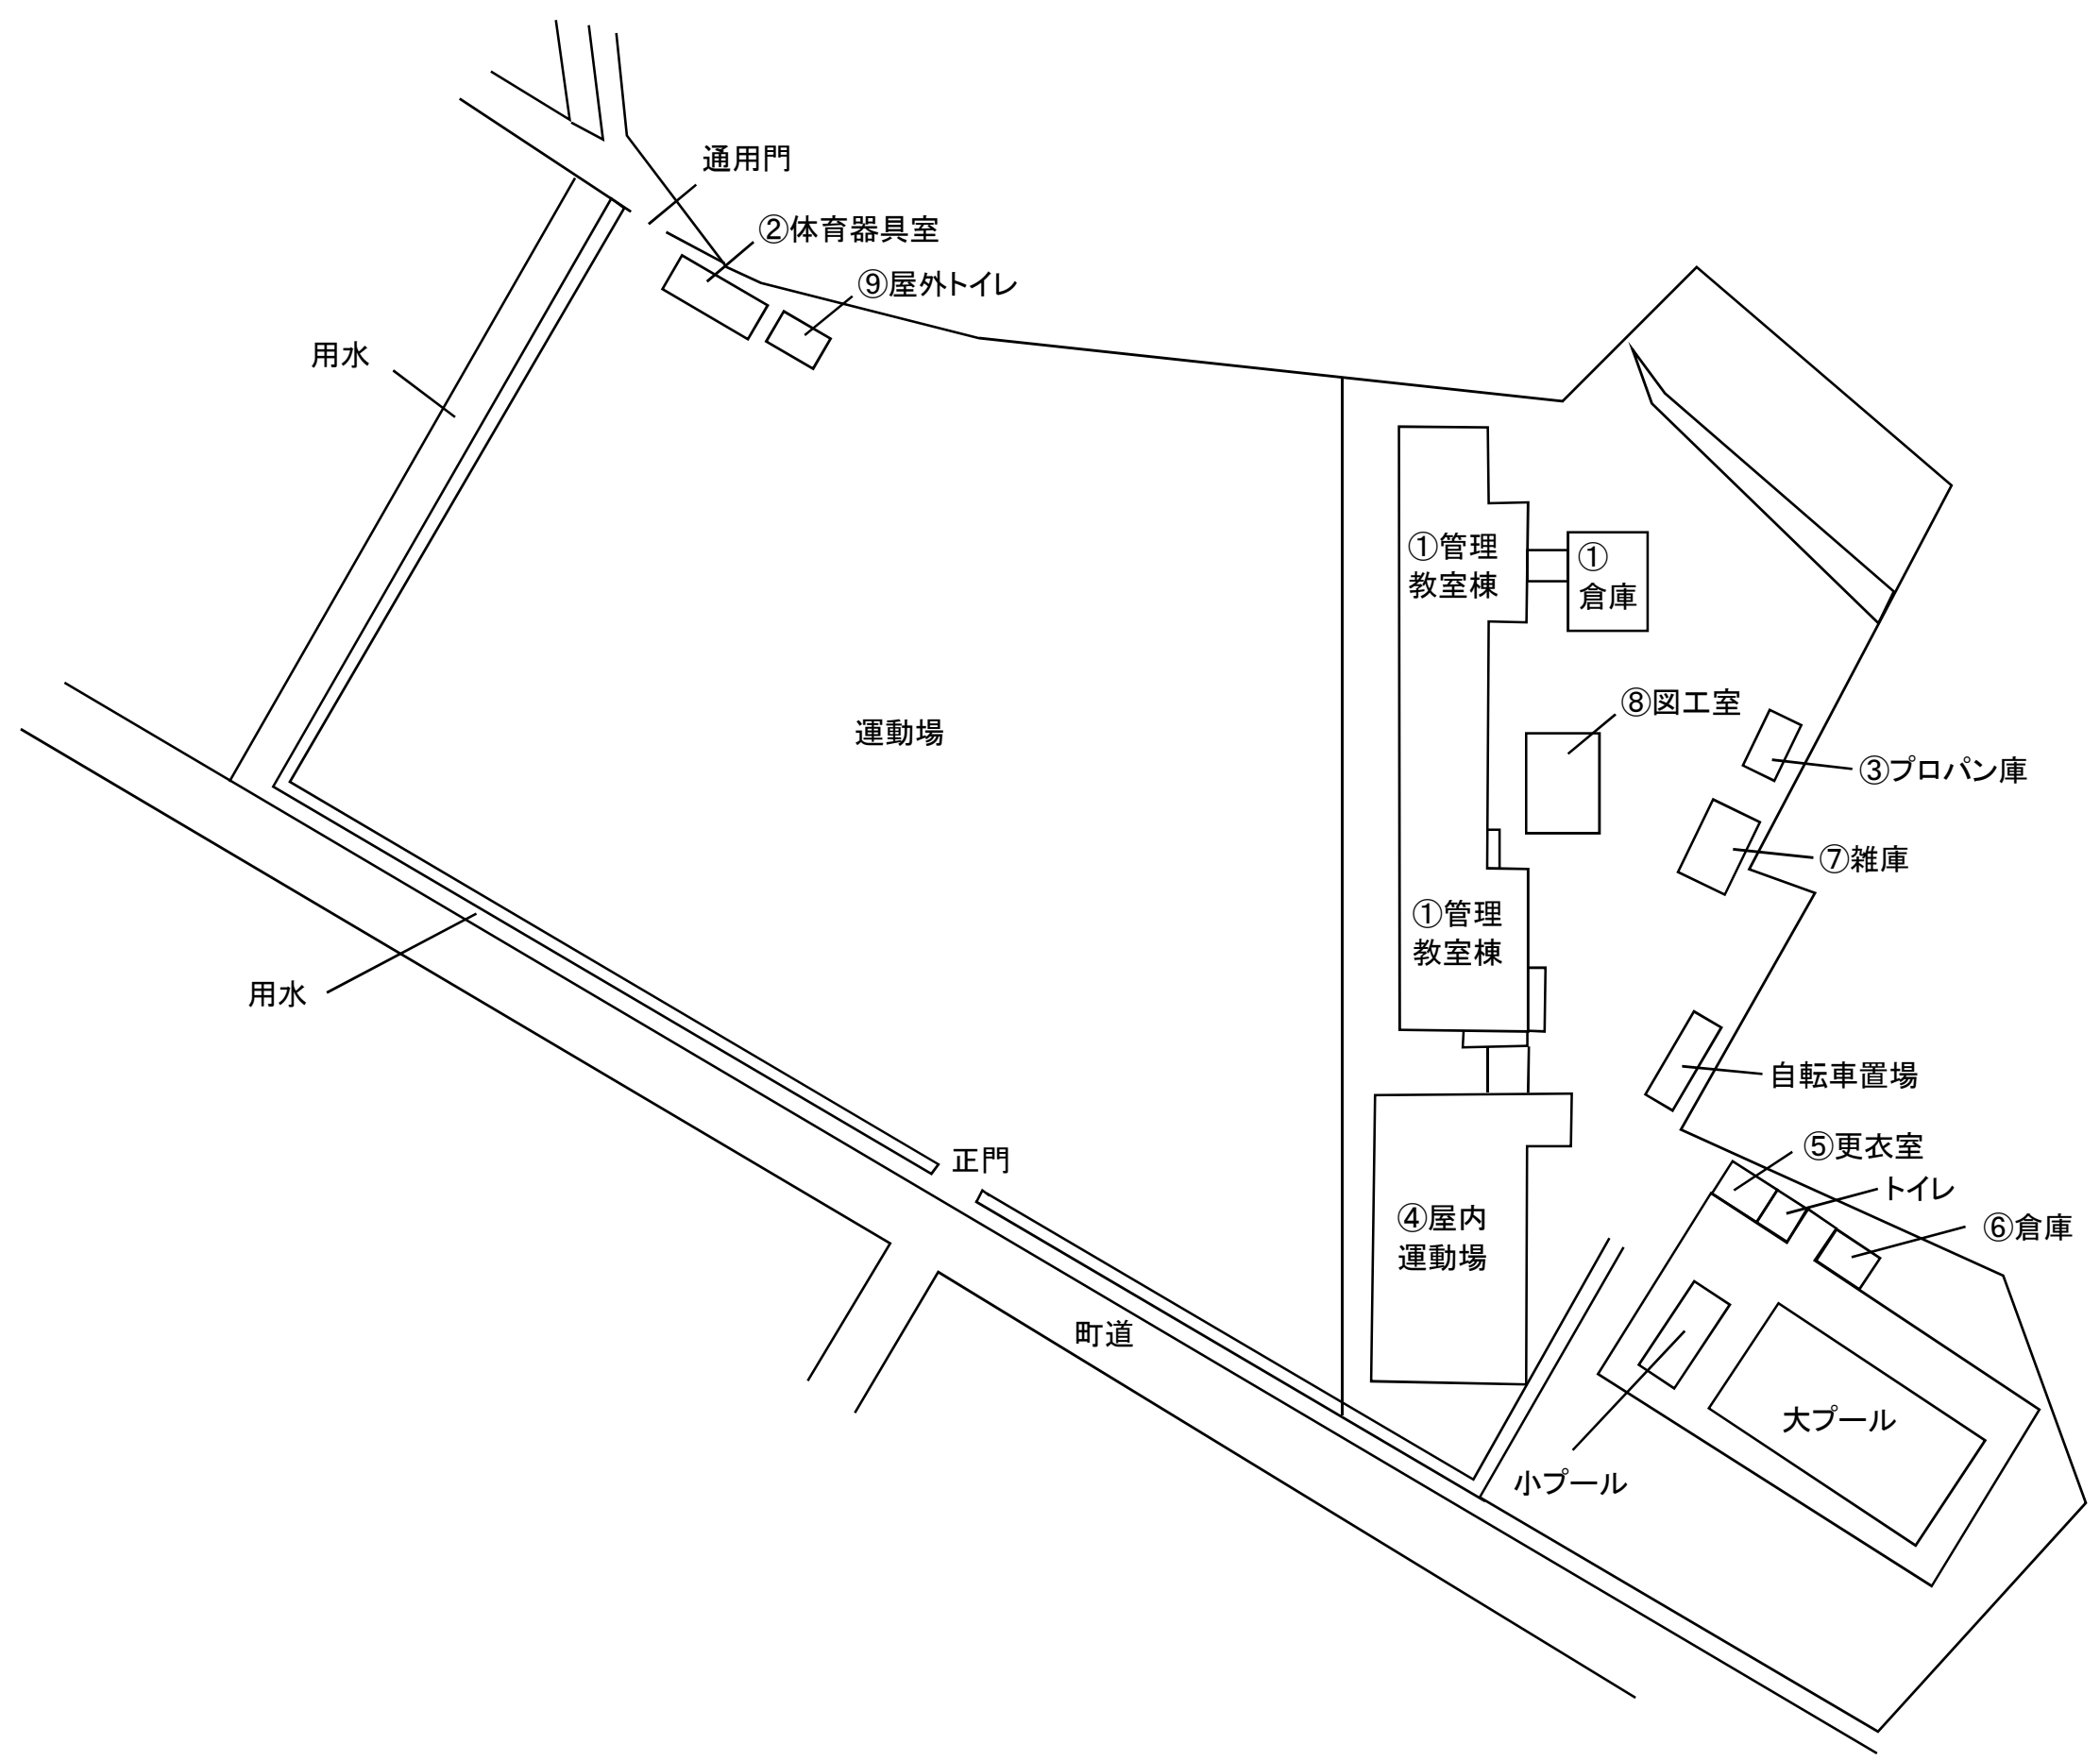 通用門
②体育器具室
⑨屋外トイレ
用水
①管理
教室棟
①
倉庫
⑧図工室
運動場
③プロパン庫
⑦雑庫
①管理
教室棟
用水
自転車置場
正門
⑤更衣室
トイレ
⑥倉庫
④屋内
運動場
町道
大プール
小プール